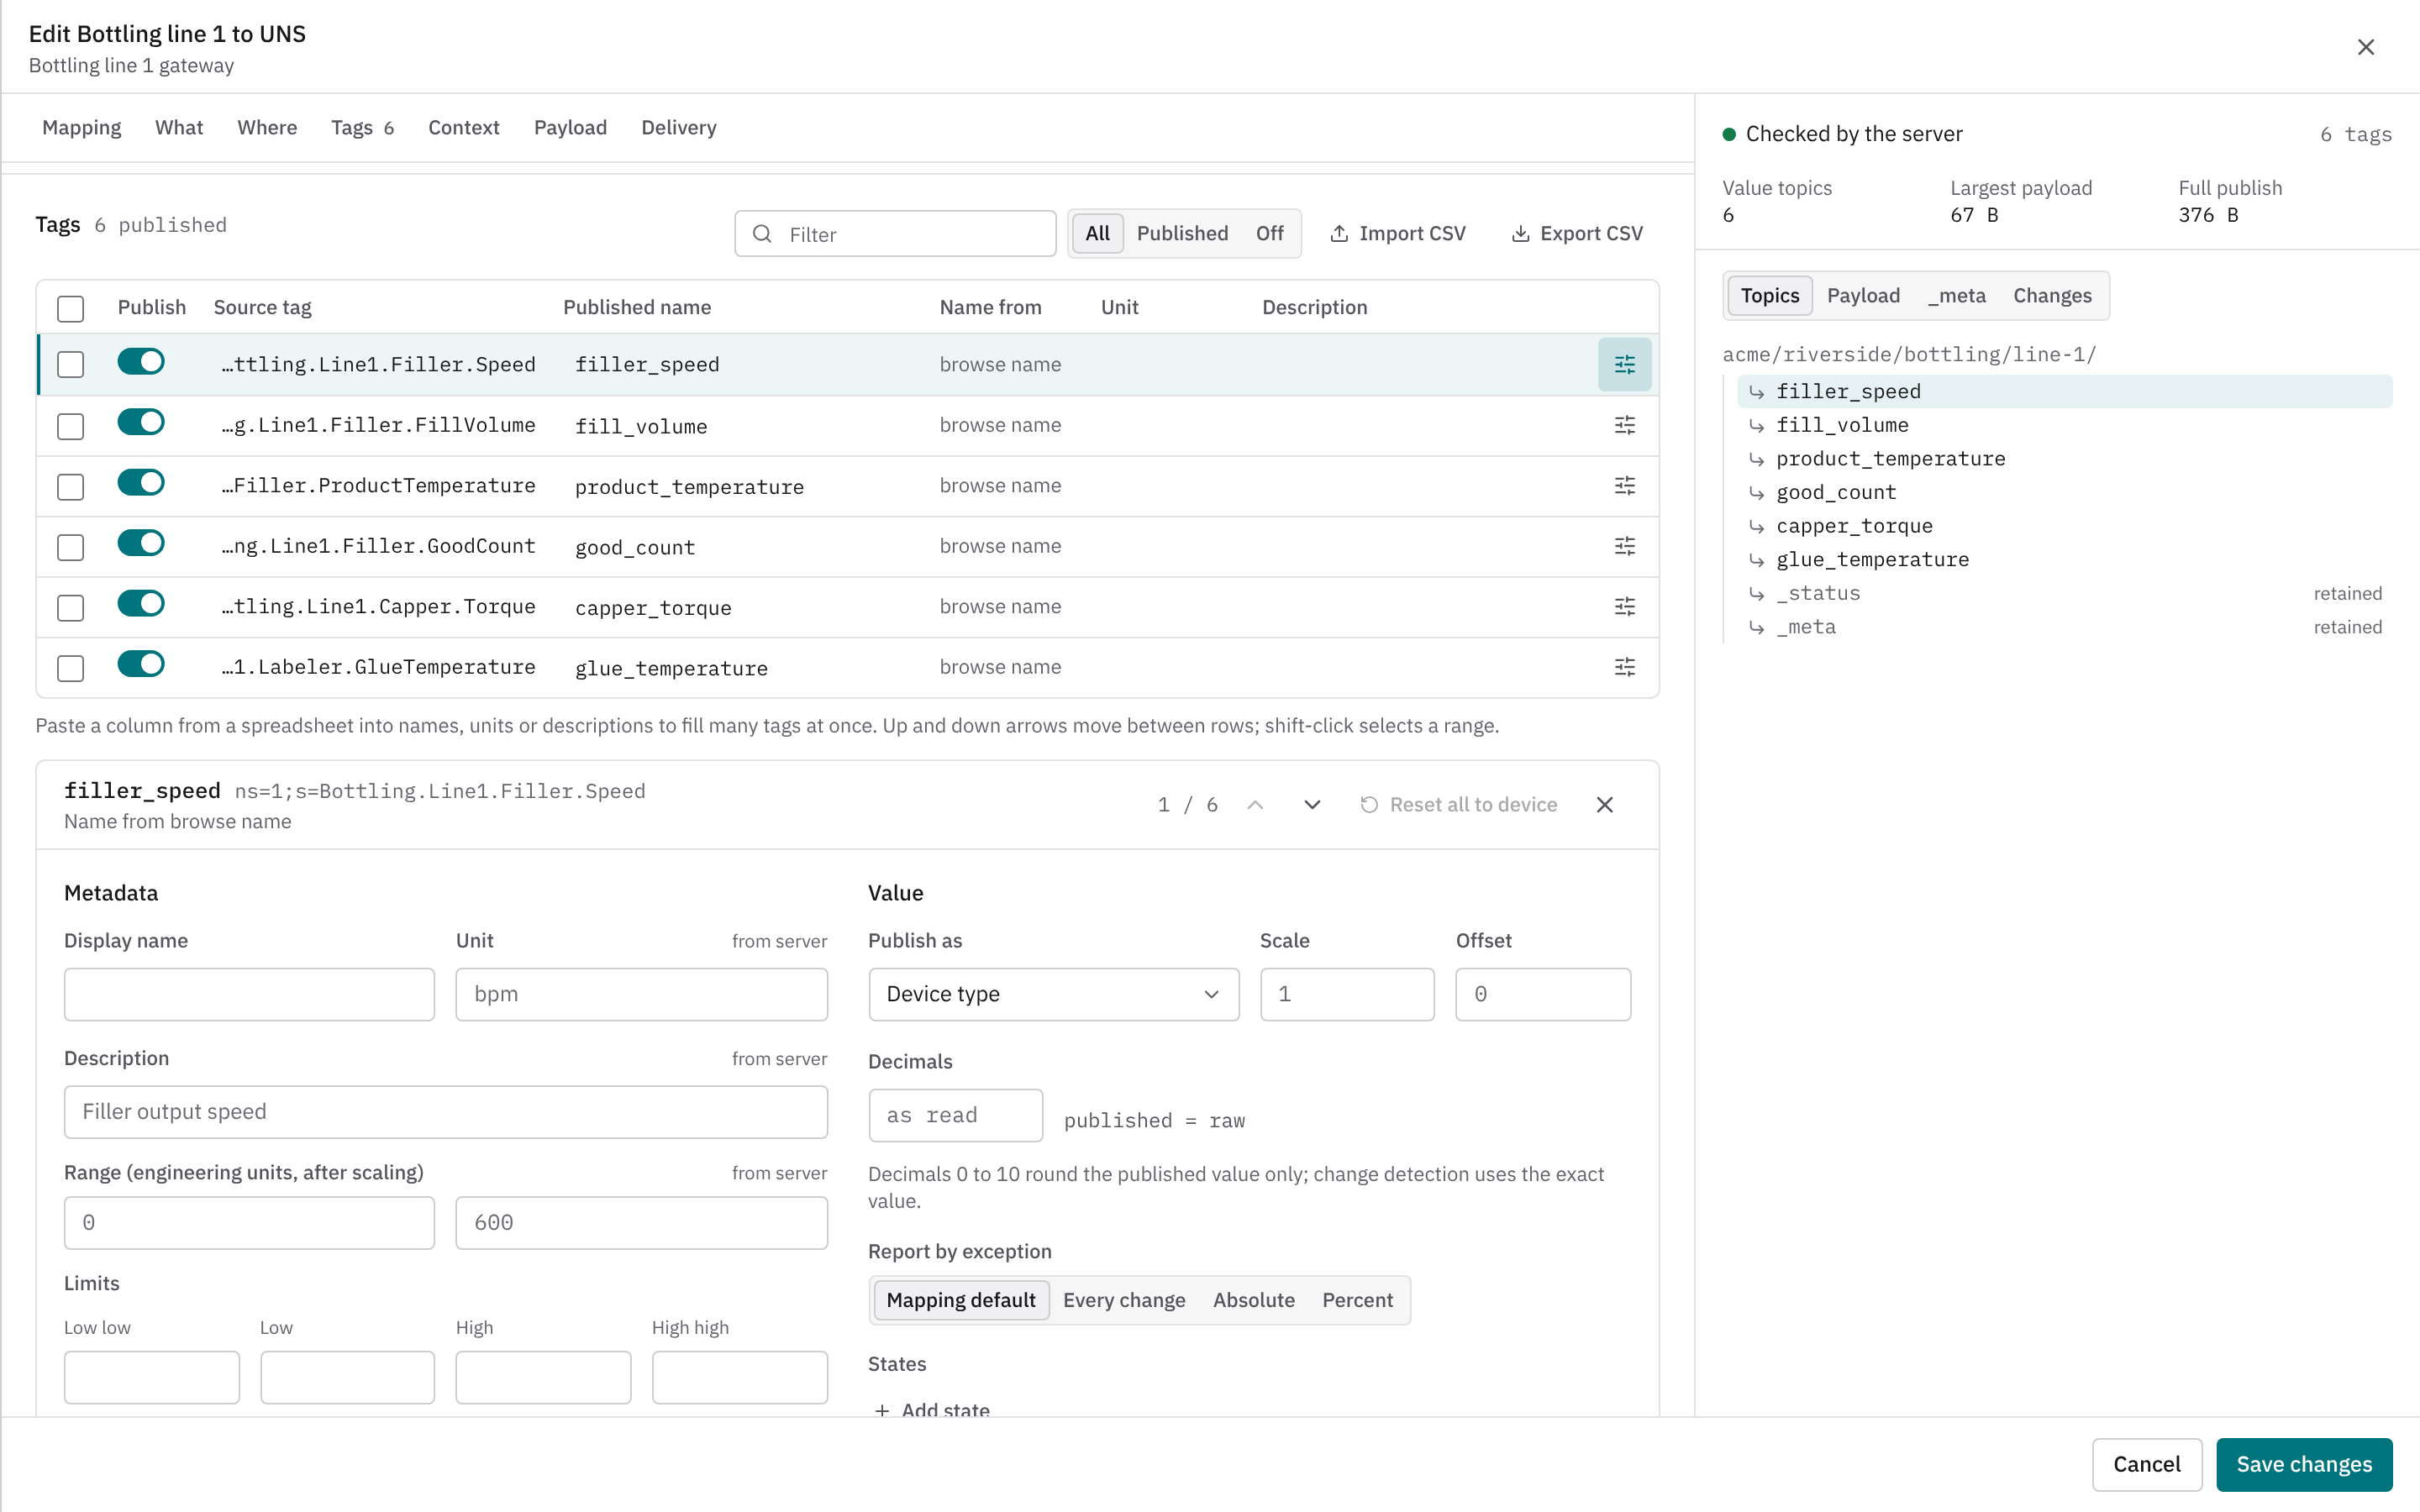 Edit Bottling line 1 to UNS
Bottling line 1 gateway
Mapping What Where Tags 6 Context Payload Delivery
Tags 6 published
Filter
All Published Off
Import CSV
Export CSV
Publish Source tag Published name Name from Unit Description
…ttling.Line1.Filler.Speed filler_speed browse name
…g.Line1.Filler.FillVolume fill_volume browse name
…Filler.ProductTemperature product_temperature browse name
…ng.Line1.Filler.GoodCount good_count browse name
…tling.Line1.Capper.Torque capper_torque browse name
…1.Labeler.GlueTemperature glue_temperature browse name
Paste a column from a spreadsheet into names, units or descriptions to fill many tags at once. Up and down arrows move between rows; shift-click selects a range.
filler_speed ns=1;s=Bottling.Line1.Filler.Speed
Name from browse name
1 / 6
Reset all to device
Metadata
Display name
Unit from server
bpm
Description from server
Filler output speed
Range (engineering units, after scaling) from server
0 600
Limits
Low low Low High High high
Value
Publish as Scale Offset
Device type 1 0
Decimals
as read published = raw
Decimals 0 to 10 round the published value only; change detection uses the exact
value.
Report by exception
Mapping default Every change Absolute Percent
States
+ Add state
Checked by the server 6 tags
Value topics Largest payload Full publish
6 67 B 376 B
Topics Payload _meta Changes
acme/riverside/bottling/line-1/
filler_speed
fill_volume
product_temperature
good_count
capper_torque
glue_temperature
_status retained
_meta retained
Cancel Save changes